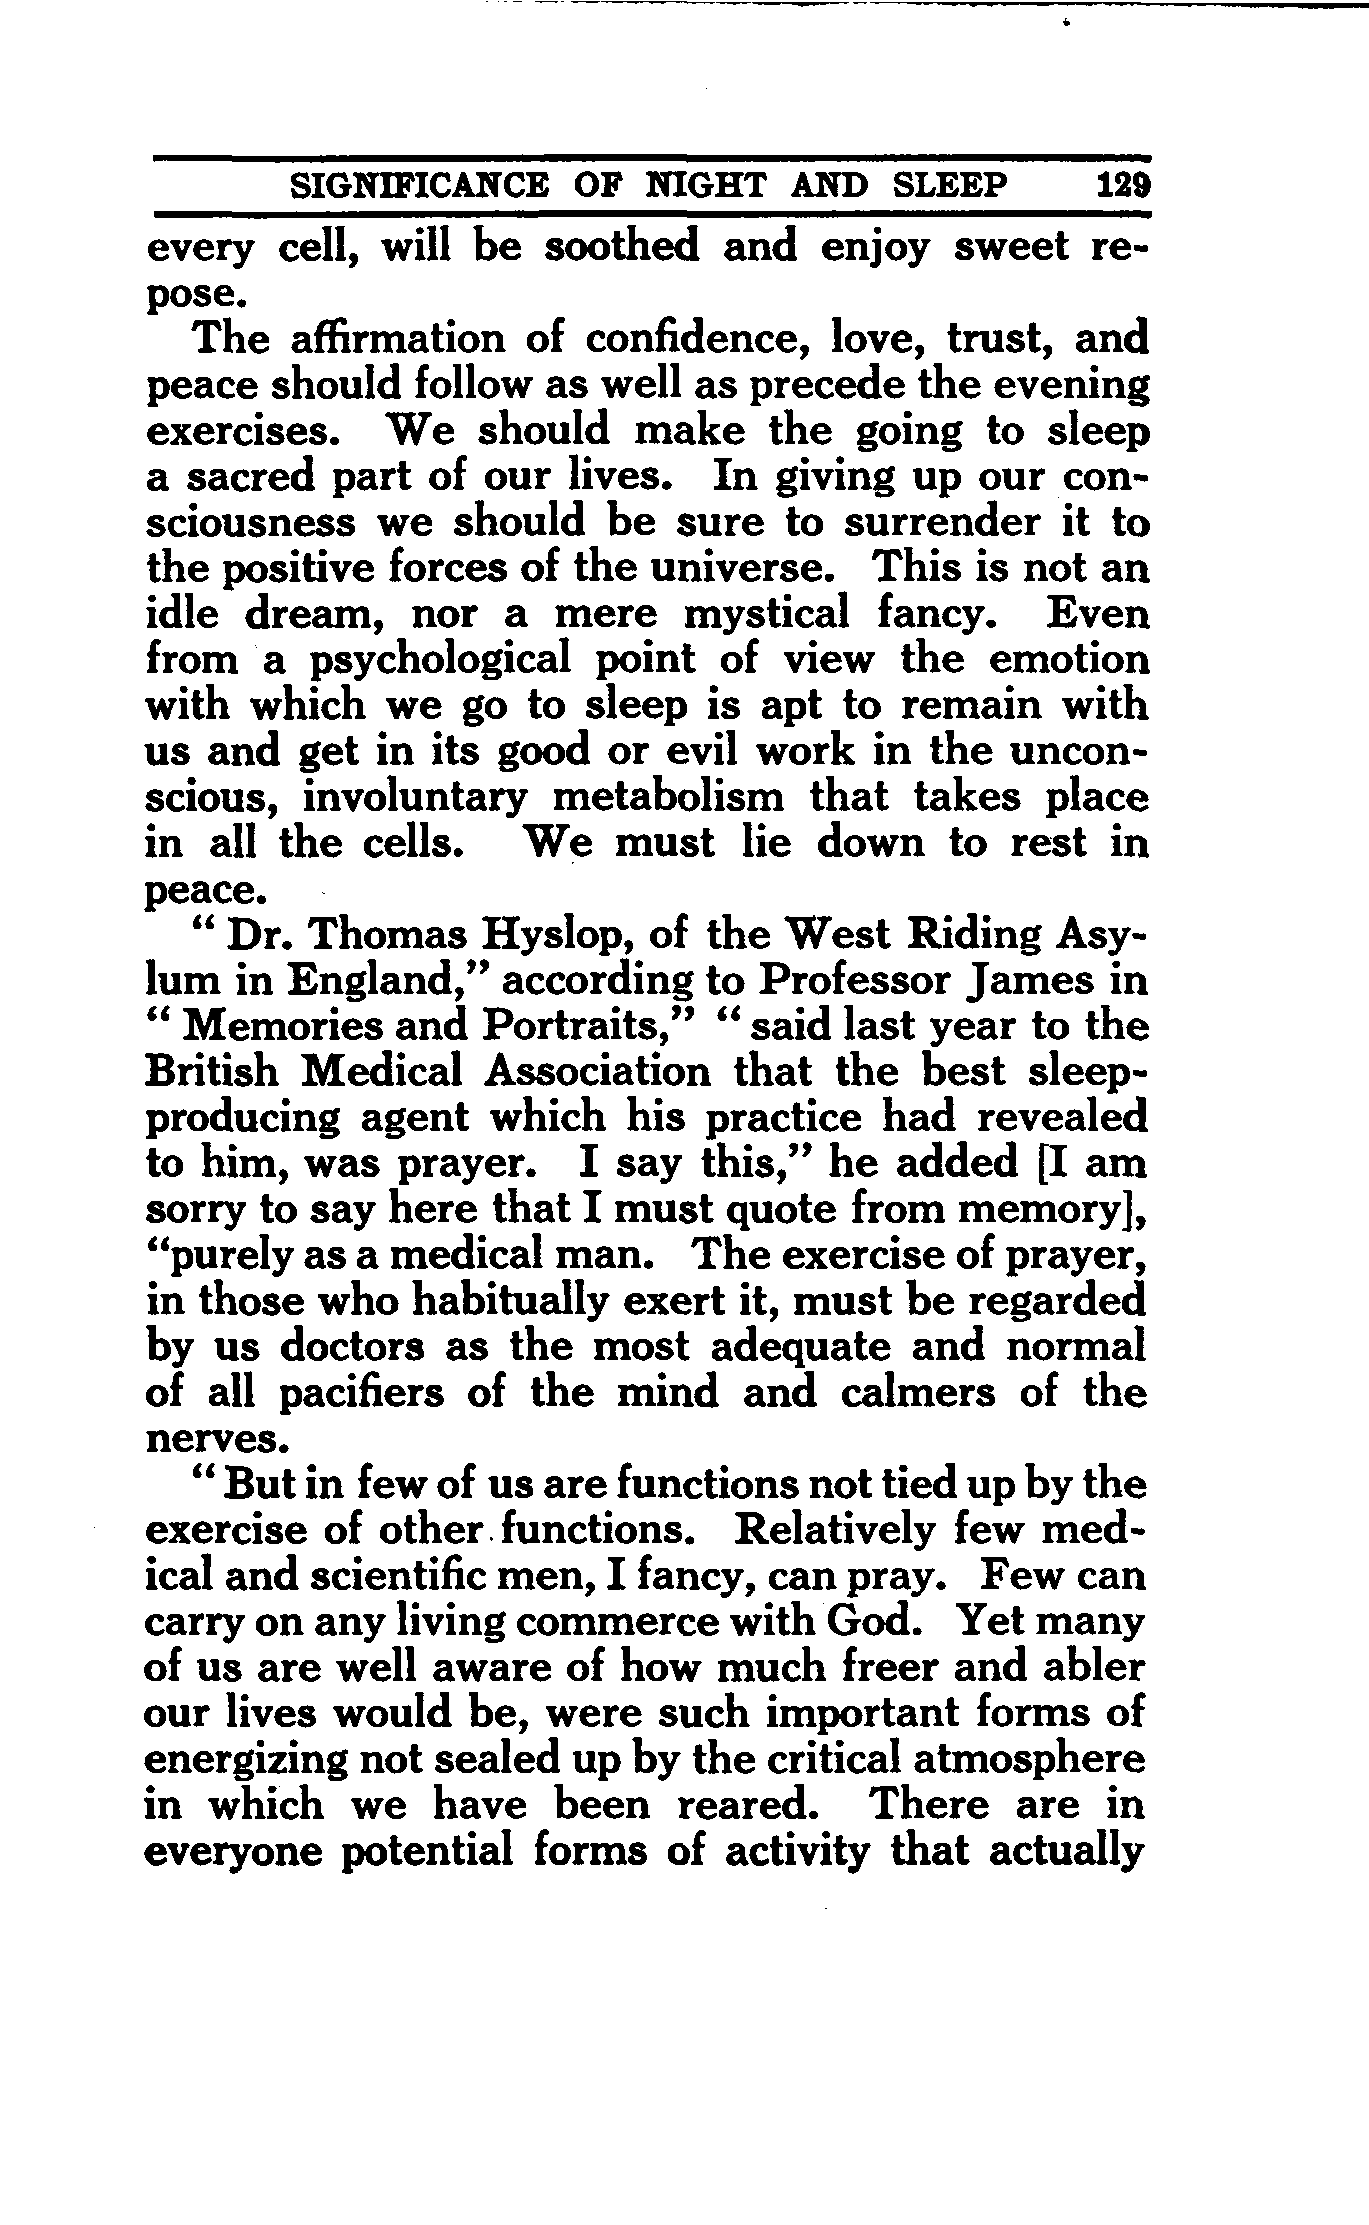 SIGNIFICANCE OF NIGHT AND SLEEP 129
every cell, will be soothed and enjoy sweet re-
pose.
The affirmation of confidence, love, trust, and
peace should follow as well as precede the evening
exercises. We should make the going to sleep
a sacred part of our lives. In giving up our con-
sciousness we should be sure to surrender it to
the positive forces of the universe. This is not an
idle dream, nor a mere mystical fancy. Even
from a psychological point of view the emotion
with which we go to sleep is apt to remain with
us and get in its good or evil work in the uncon-
scious, involuntary metabolism that takes place
in all the cells. We must lie down to rest in
peace.
“ Dr. Thomas Hyslop, of the West Riding Asy-
lum in England,” according to Professor James in
“ Memories and Portraits,” “ said last year to the
British Medical Association that the best sleep-
producing agent which his practice had revealed
to him, was prayer. I say this,” he added [I am
sorry to say here that I must quote from memory],
“purely as a medical man. The exercise of prayer,
in those who habitually exert it, must be regarded
by us doctors as the most adequate and normal
of all pacifiers of the mind and calmers of the
nerves.
“ But in few of us are functions not tied up by the
exercise of other functions. Relatively few med-
ical and scientific men, I fancy, can pray. Few can
carry on any living commerce with God. Yet many
of us are well aware of how much freer and abler
our lives would be, were such important forms of
energizing not sealed up by the critical atmosphere
in which we have been reared. There are in
everyone potential forms of activity that actually